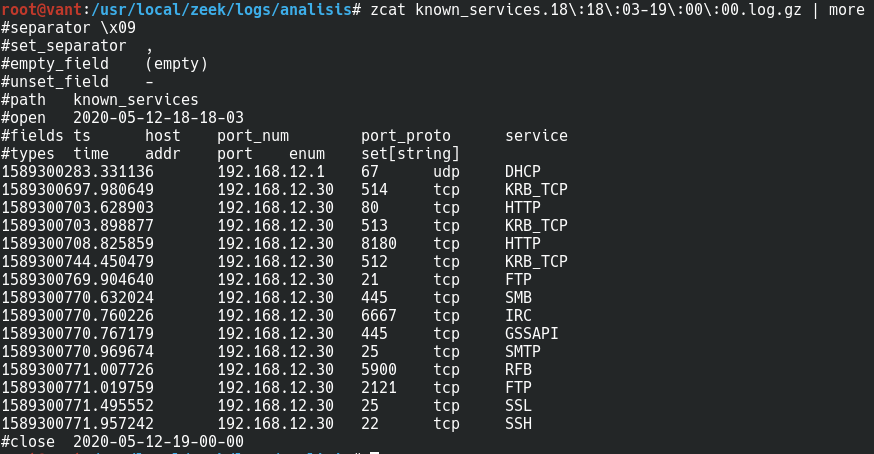 root@vant:/usr/local/zeek/logs/analisis# zcat known_services.18\:18\:03-19\:00\:00.log.gz | more
#separator \x09
#set_separator  ,
#empty_field    (empty)
#unset_field    -
#path   known_services
#open   2020-05-12-18-18-03
#fields ts      host    port_num        port_proto      service
#types  time    addr    port    enum    set[string]
1589300283.331136       192.168.12.1    67      udp     DHCP
1589300697.980649       192.168.12.30   514     tcp     KRB_TCP
1589300703.628903       192.168.12.30   80      tcp     HTTP
1589300703.898877       192.168.12.30   513     tcp     KRB_TCP
1589300708.825859       192.168.12.30   8180    tcp     HTTP
1589300744.450479       192.168.12.30   512     tcp     KRB_TCP
1589300769.904640       192.168.12.30   21      tcp     FTP
1589300770.632024       192.168.12.30   445     tcp     SMB
1589300770.760226       192.168.12.30   6667    tcp     IRC
1589300770.767179       192.168.12.30   445     tcp     GSSAPI
1589300770.969674       192.168.12.30   25      tcp     SMTP
1589300771.007726       192.168.12.30   5900    tcp     RFB
1589300771.019759       192.168.12.30   2121    tcp     FTP
1589300771.495552       192.168.12.30   25      tcp     SSL
1589300771.957242       192.168.12.30   22      tcp     SSH
#close  2020-05-12-19-00-00